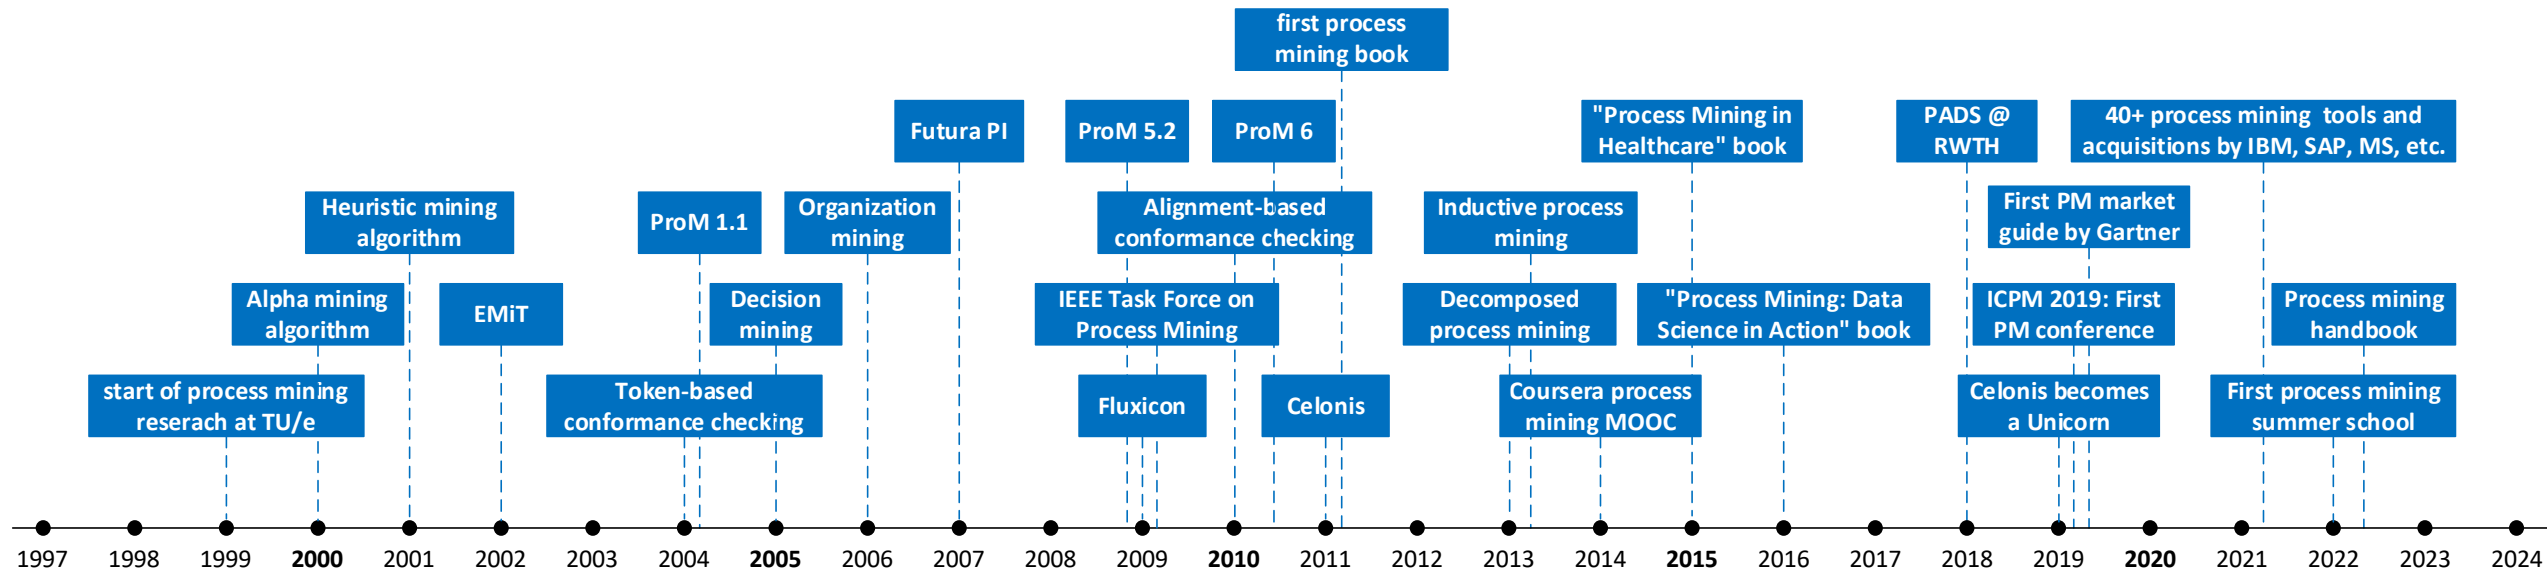 first process
mining book
Futura PI
ProM 5.2
ProM 6
"Process Mining in
Healthcare" book
PADS @
RWTH
40+ process mining tools and
acquisitions by IBM, SAP, MS, etc.
Heuristic mining
algorithm
ProM 1.1
Organization
mining
Alignment-based
conformance checking
Inductive process
mining
First PM market
guide by Gartner
Alpha mining
algorithm
EMiT
Decision
mining
IEEE Task Force on
Process Mining
Decomposed
process mining
"Process Mining: Data
Science in Action" book
ICPM 2019: First
PM conference
Process mining
handbook
start of process mining
reserach at TU/e
Token-based
conformance checking
Fluxicon
Celonis
Coursera process
mining MOOC
Celonis becomes
a Unicorn
First process mining
summer school
1997 1998 1999 2000 2001 2002 2003 2004 2005 2006 2007 2008 2009 2010 2011 2012 2013 2014 2015 2016 2017 2018 2019 2020 2021 2022 2023 2024